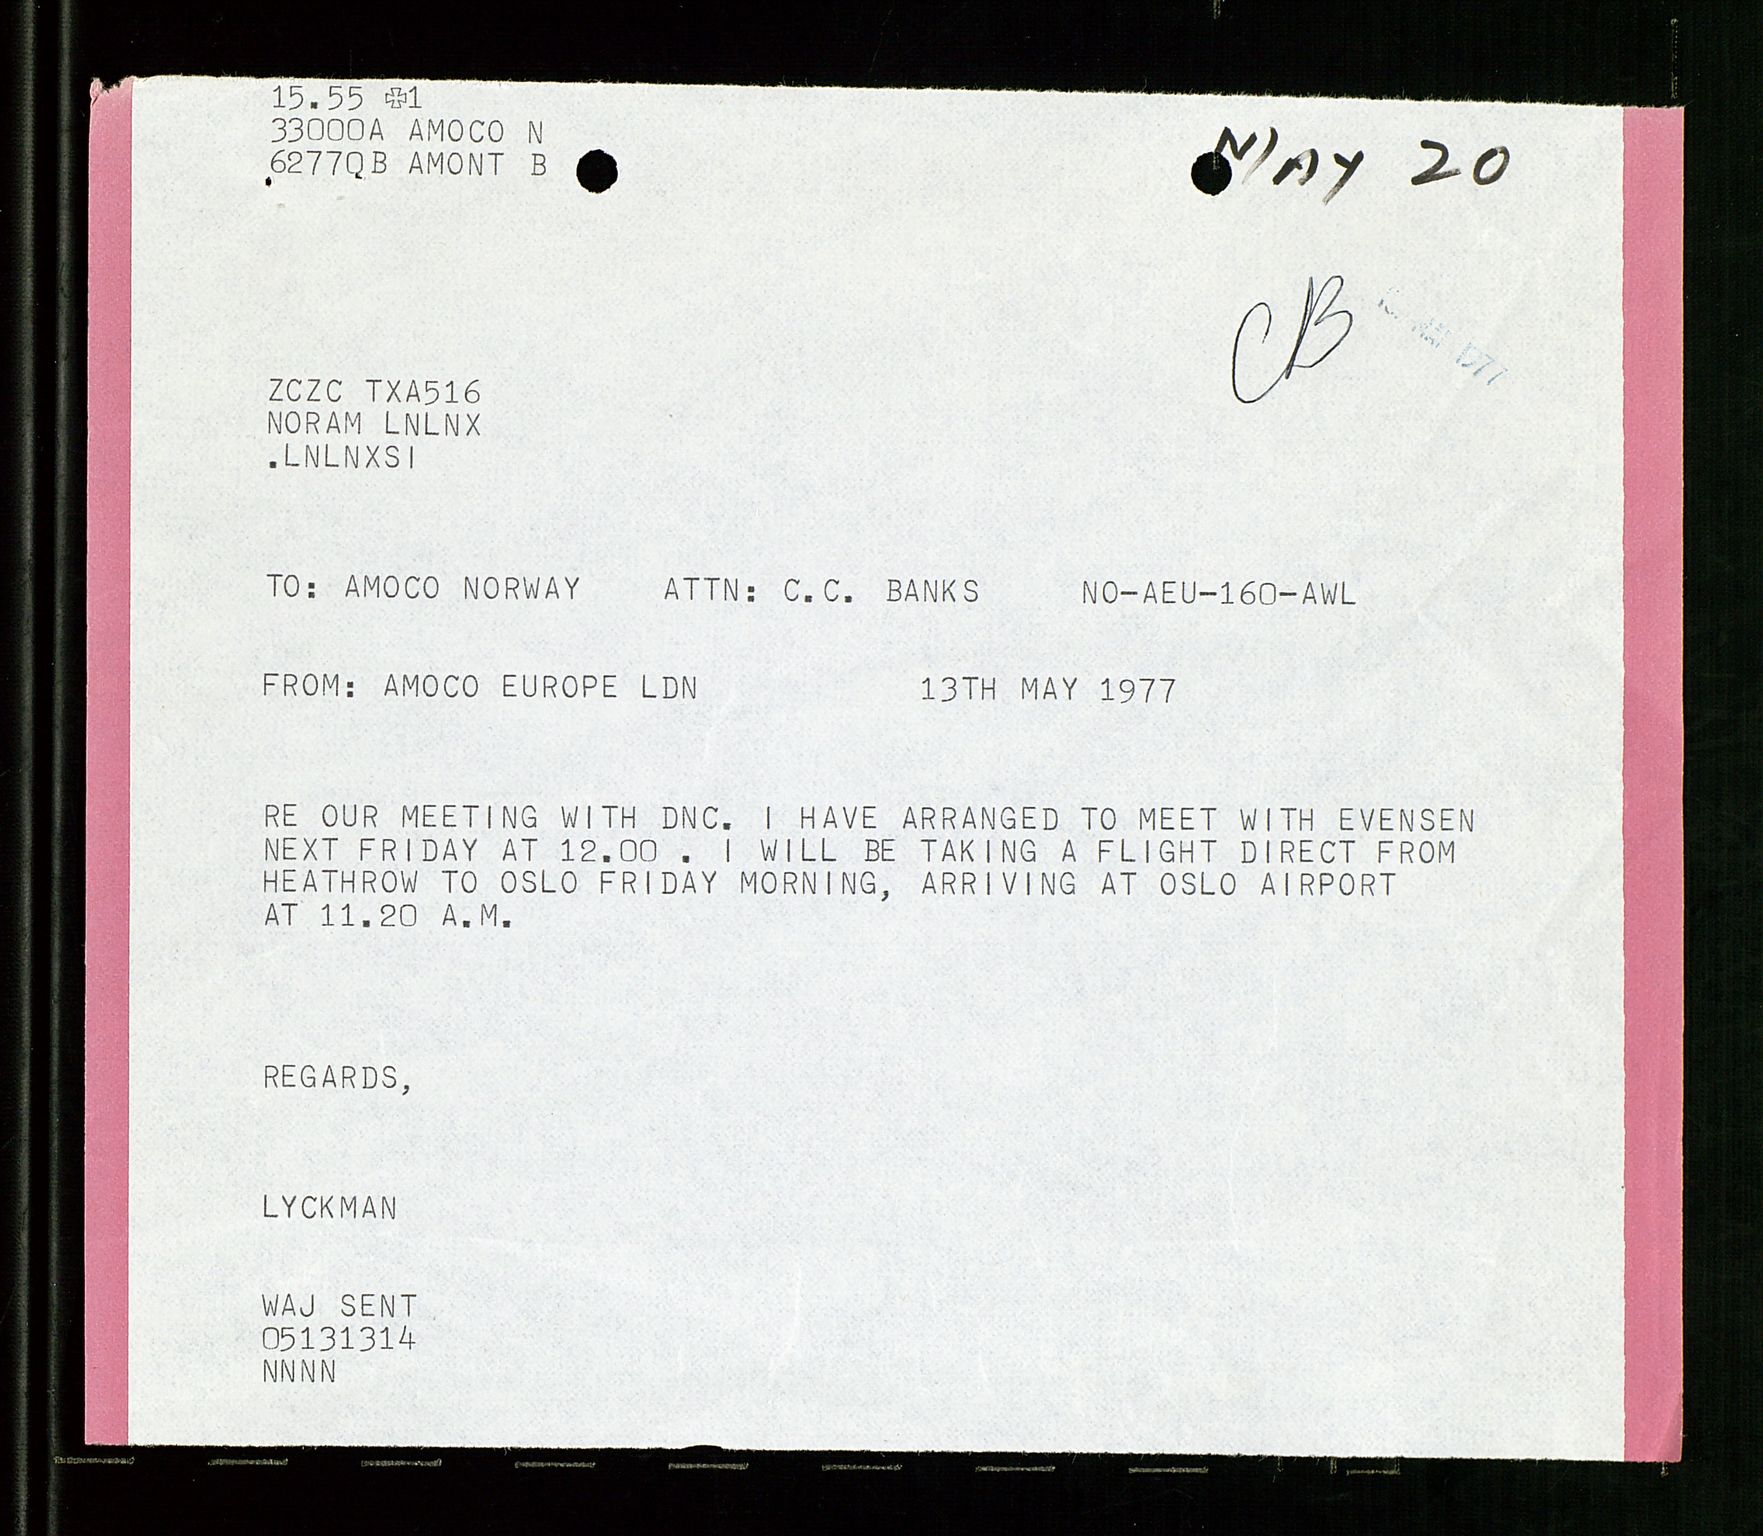 15.55 ✠1
33000A AMOCO N
6277QB AMONT B
MAY 20
CB
MAI 1977
ZCZC TXA516
NORAM LNLNX
.LNLNXSI
TO: AMOCO NORWAY ATTN: C.C. BANKS NO-AEU-160-AWL
FROM: AMOCO EUROPE LDN 13TH MAY 1977
RE OUR MEETING WITH DNC. I HAVE ARRANGED TO MEET WITH EVENSEN
NEXT FRIDAY AT 12.00 . I WILL BE TAKING A FLIGHT DIRECT FROM
HEATHROW TO OSLO FRIDAY MORNING, ARRIVING AT OSLO AIRPORT
AT 11.20 A.M.
REGARDS,
LYCKMAN
WAJ SENT
05131314
NNNN